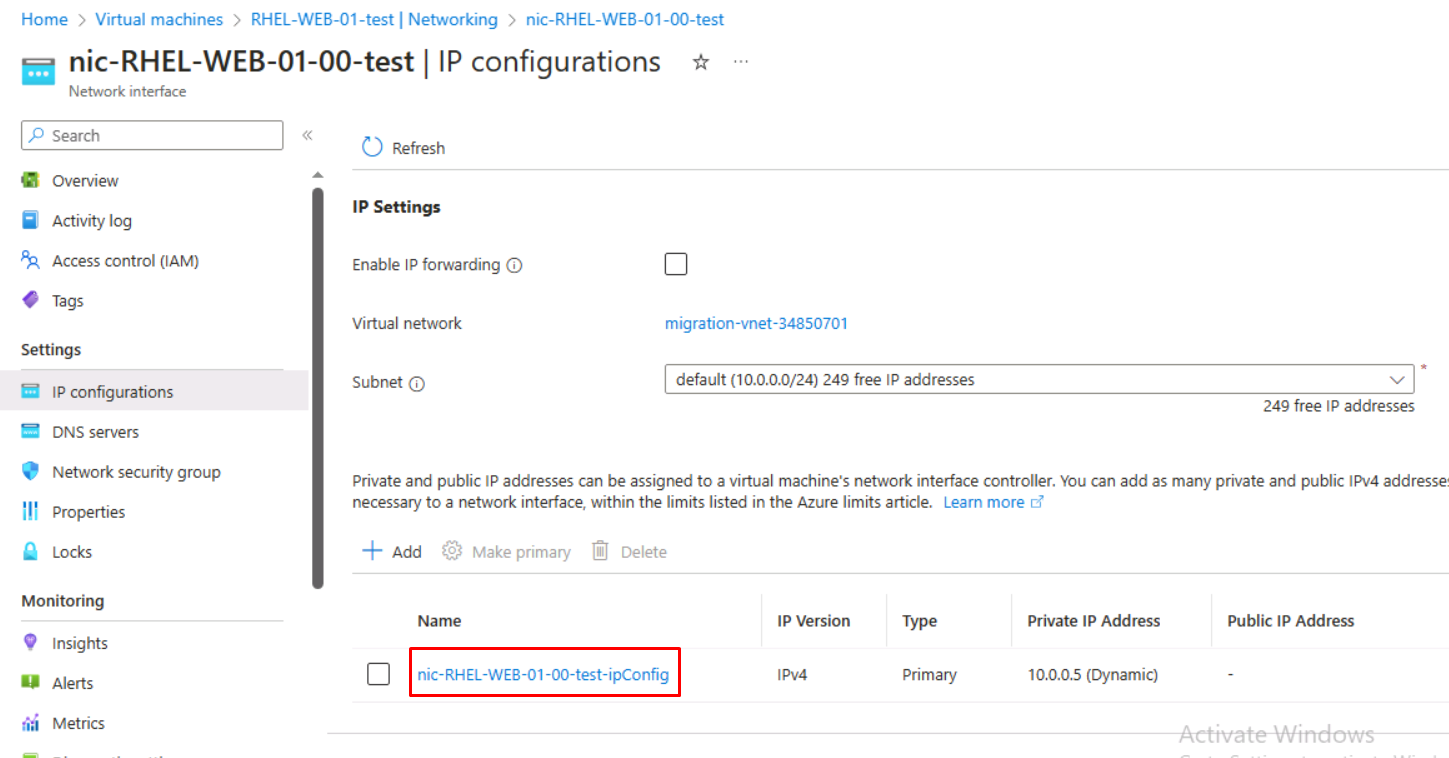 Home > Virtual machines > RHEL-WEB-01-test | Networking > nic-RHEL-WEB-01-00-test
nic-RHEL-WEB-01-00-test | IP configurations
Network interface
Search
Overview
Activity log
Access control (IAM)
Tags
Settings
IP configurations
DNS servers
Network security group
Properties
Locks
Monitoring
Insights
Alerts
Metrics
Refresh
IP Settings
Enable IP forwarding
Virtual network migration-vnet-34850701
Subnet default (10.0.0.0/24) 249 free IP addresses *
249 free IP addresses
Private and public IP addresses can be assigned to a virtual machine's network interface controller. You can add as many private and public IPv4 addresses
necessary to a network interface, within the limits listed in the Azure limits article. Learn more
+ Add Make primary Delete
Name IP Version Type Private IP Address Public IP Address
nic-RHEL-WEB-01-00-test-ipConfig IPv4 Primary 10.0.0.5 (Dynamic) -
Activate Windows